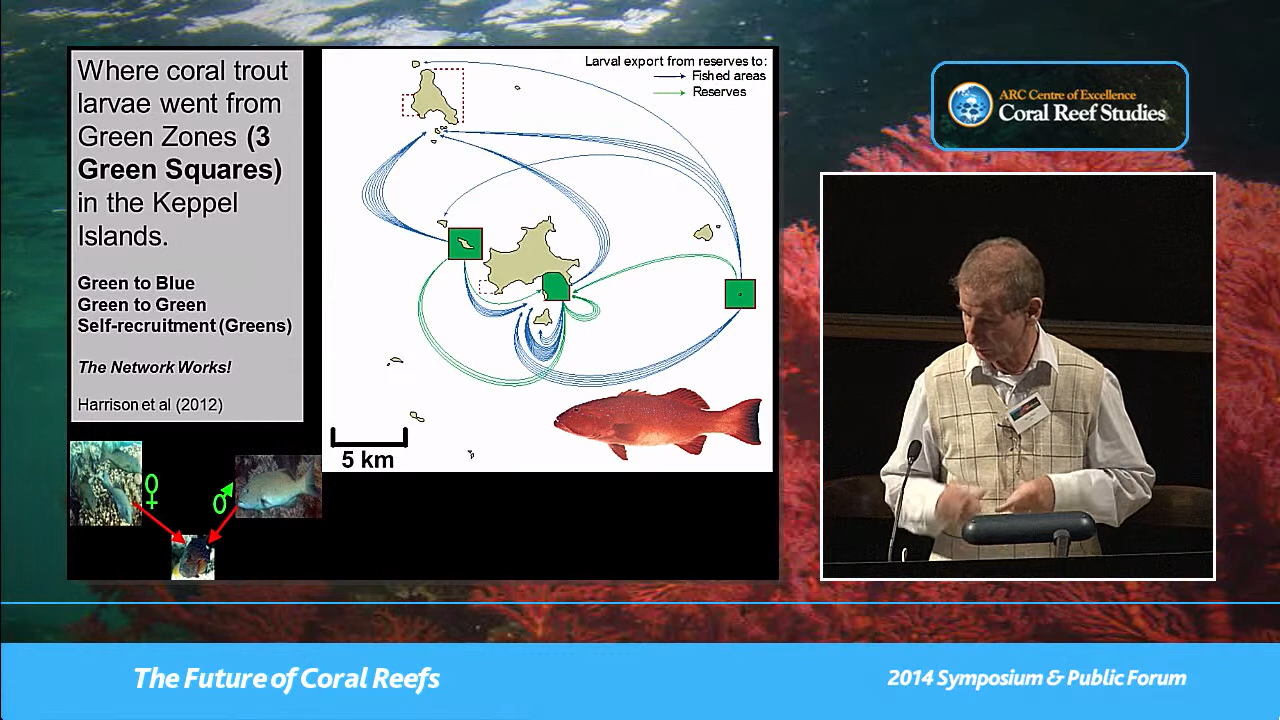 Where coral trout
larvae went from
Green Zones (3
Green Squares)
in the Keppel
Islands.
Green to Blue
Green to Green
Self-recruitment (Greens)
The Network Works!
Harrison et al (2012)
Larval export from reserves to:
Fished areas
Reserves
5 km
♀
♂
ARC Centre of Excellence
Coral Reef Studies
The Future of Coral Reefs
2014 Symposium & Public Forum